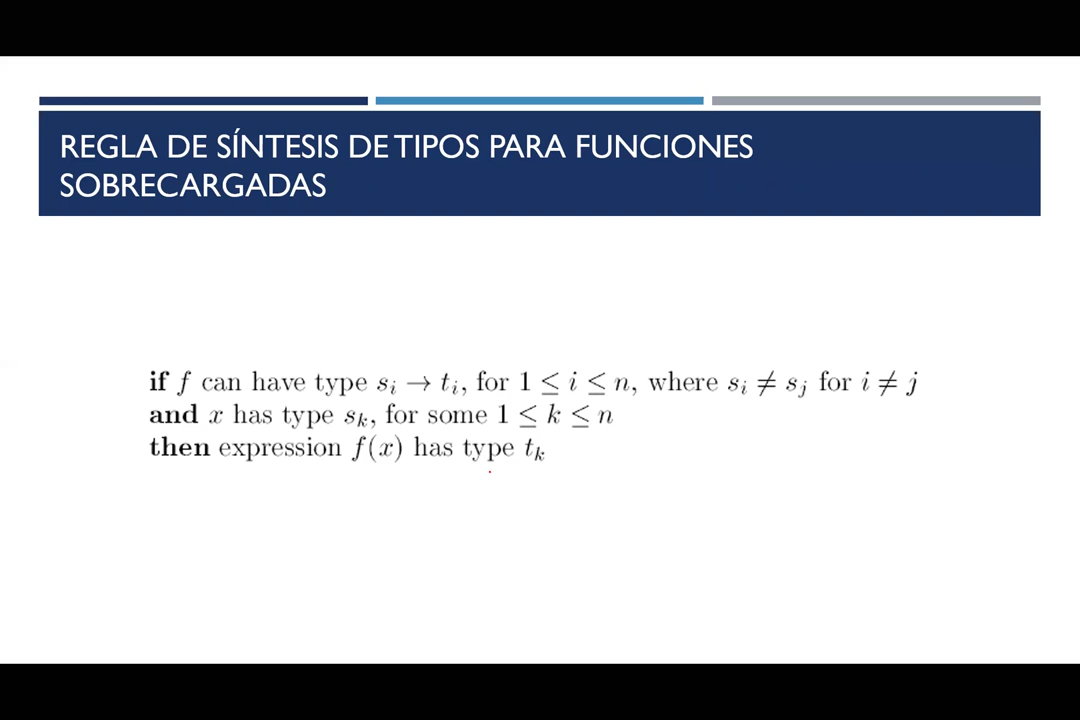 REGLA DE SÍNTESIS DE TIPOS PARA FUNCIONES
SOBRECARGADAS
if f can have type sᵢ → tᵢ, for 1 ≤ i ≤ n, where sᵢ ≠ sⱼ for i ≠ j
and x has type sₖ, for some 1 ≤ k ≤ n
then expression f(x) has type tₖ